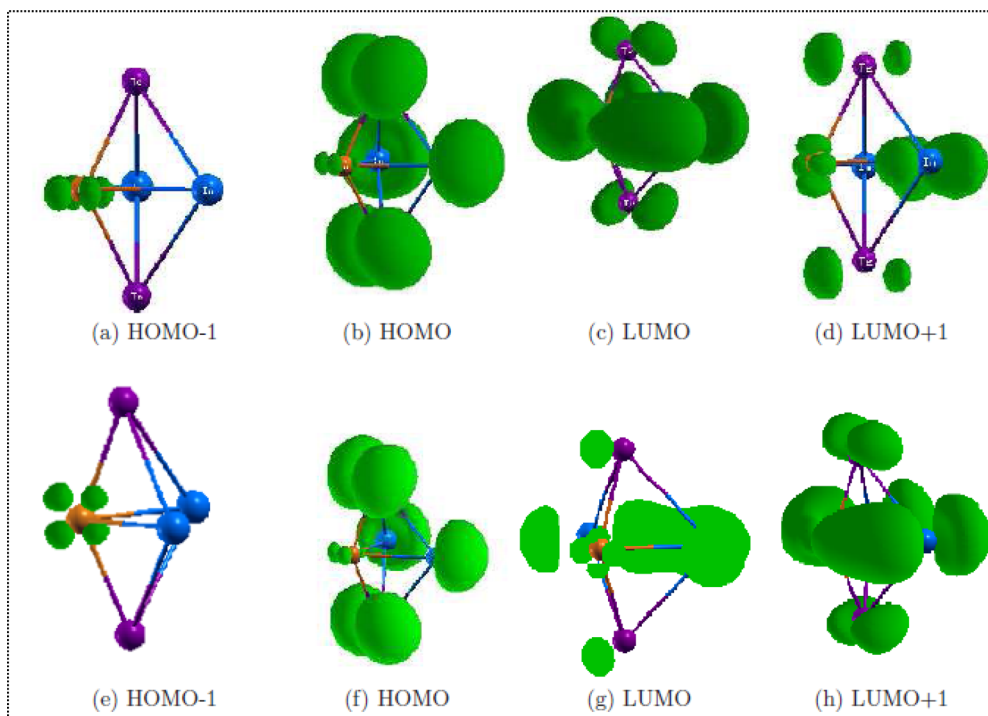 Te
In
Te
(a) HOMO-1
In
(b) HOMO
Te
Te
(c) LUMO
Te
In
In
Te
(d) LUMO+1
(e) HOMO-1
(f) HOMO
(g) LUMO
(h) LUMO+1